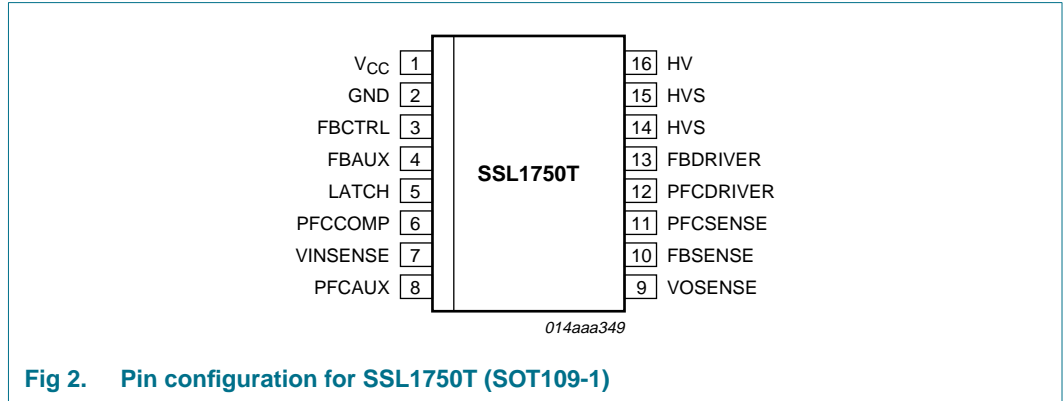 VCC 1 16 HV
GND 2 15 HVS
FBCTRL 3 14 HVS
FBAUX 4 13 FBDRIVER
SSL1750T
LATCH 5 12 PFCDRIVER
PFCCOMP 6 11 PFCSENSE
VINSENSE 7 10 FBSENSE
PFCAUX 8 9 VOSENSE
014aaa349
Fig 2. Pin configuration for SSL1750T (SOT109-1)